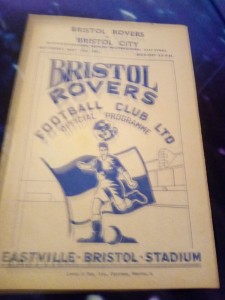 BRISTOL ROVERS
BRISTOL CITY
BRISTOL
ROVERS
FOOTBALL CLUB LTD
OFFICIAL PROGRAMME
EASTVILLE · BRISTOL · STADIUM